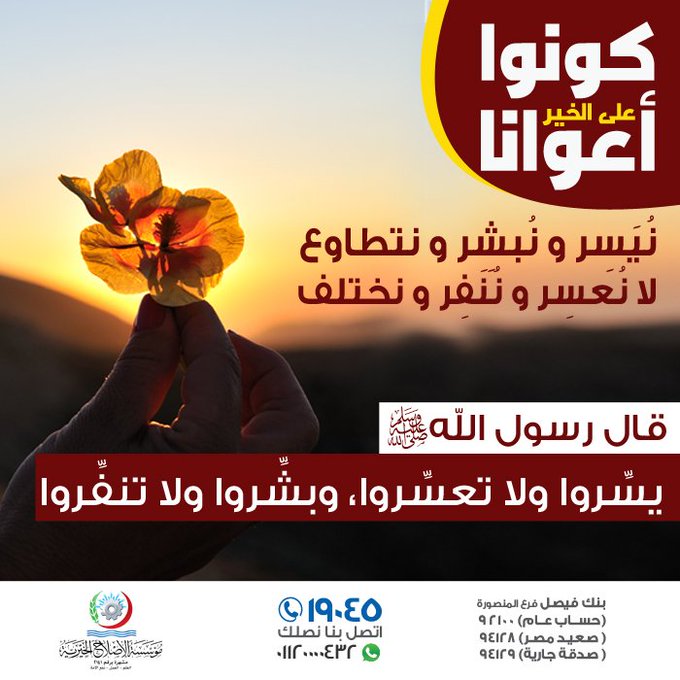 كونوا
على الخير
أعوانا
نُيَسِر و نُبشر و نتطاوع
لا نُعَسِر و نُنَفِر و نختلف
قال رسول الله ﷺ
يسِّروا ولا تعسِّروا، وبشِّروا ولا تنفِّروا
بنك فيصل فرع المنصورة
(حساب عام) ٩٢١٠٠
( صعيد مصر) ٩٤١٢٨
( صدقة جارية) ٩٤١٢٩
١٩٠٤٥
اتصل بنا نصلك
٠١١٢٠٠٠٠٤٣٢
مؤسسة الإصلاح الخيرية